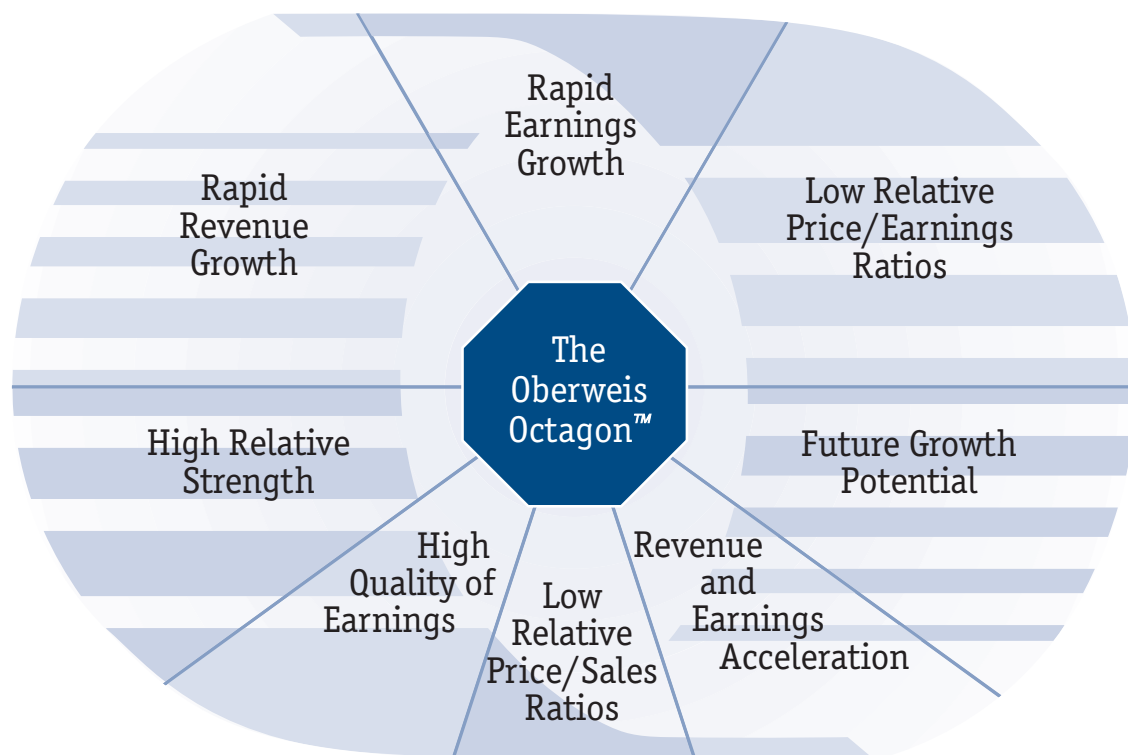 Rapid
Earnings
Growth
Rapid
Revenue
Growth
Low Relative
Price/Earnings
Ratios
The
Oberweis
Octagon™
High Relative
Strength
Future Growth
Potential
High
Quality of
Earnings
Low
Relative
Price/Sales
Ratios
Revenue
and
Earnings
Acceleration